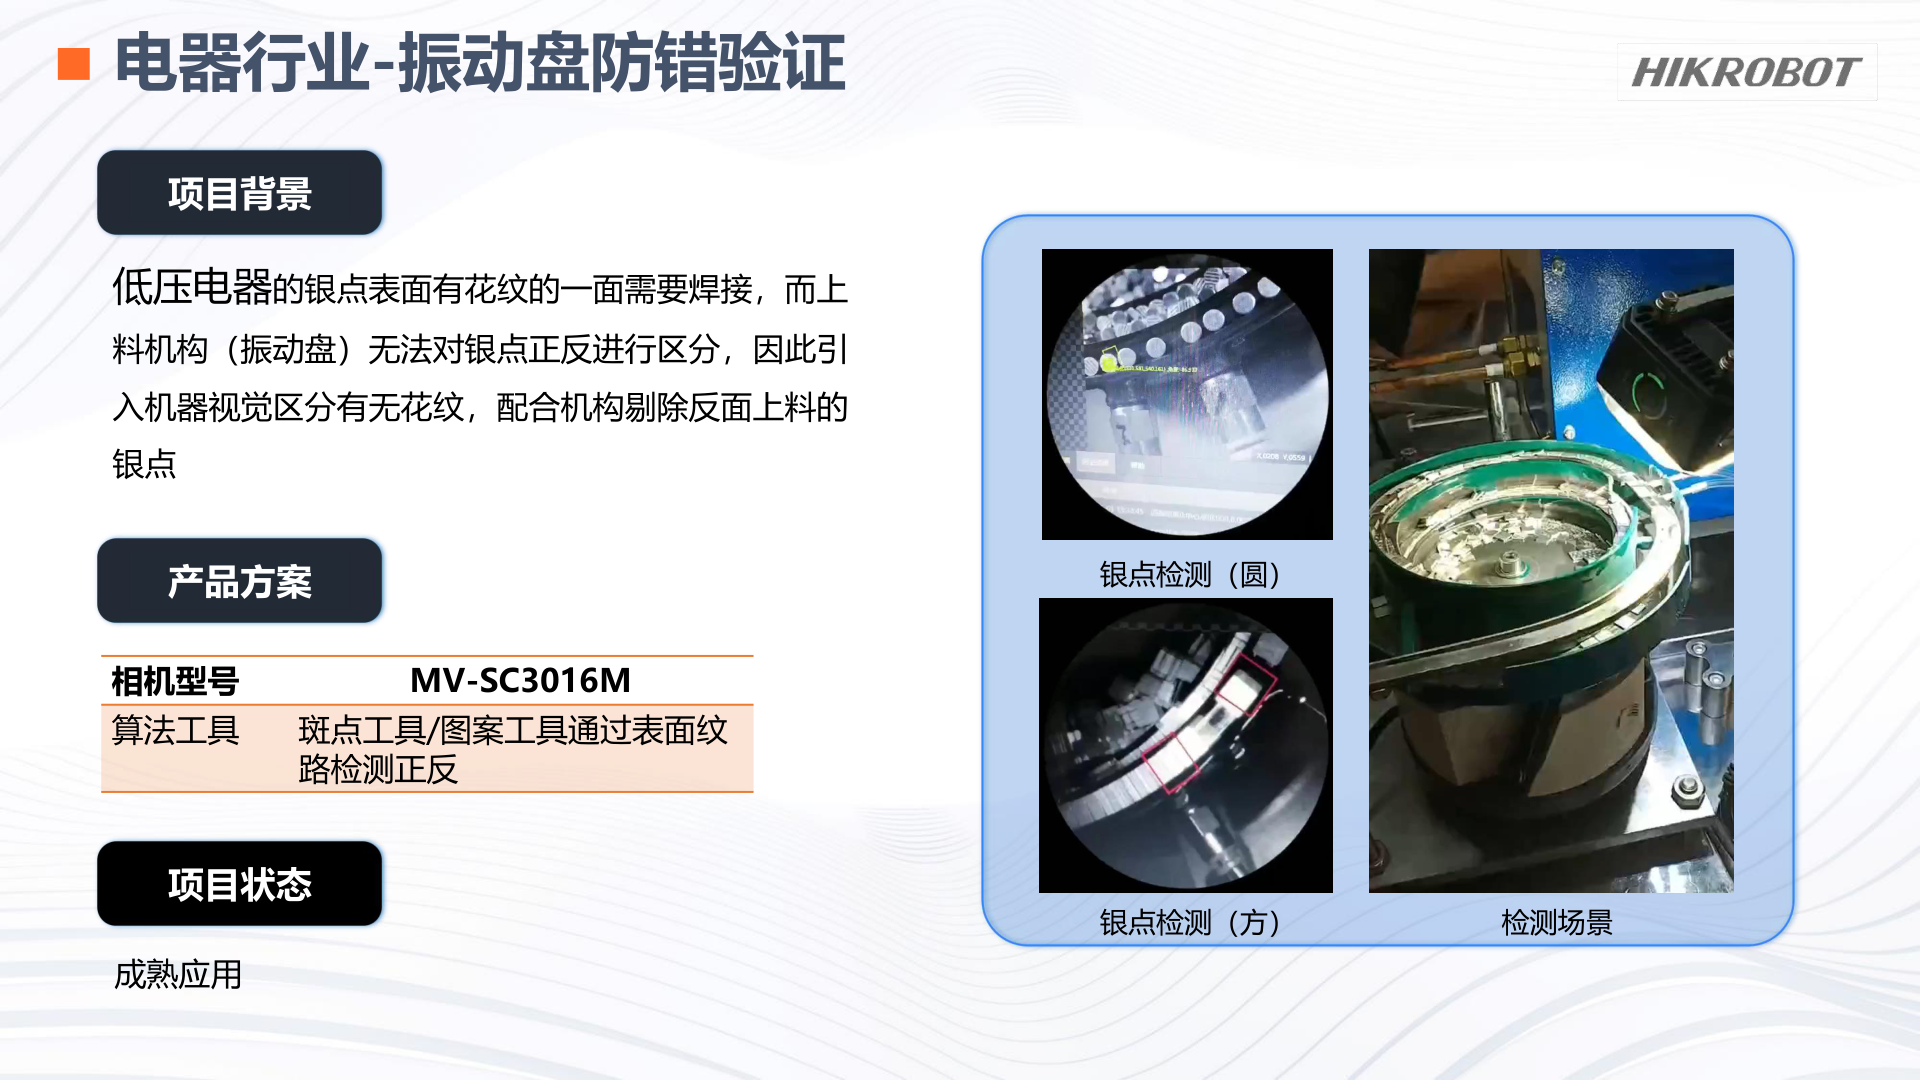 电器行业-振动盘防错验证
HIKROBOT
项目背景
低压电器的银点表面有花纹的一面需要焊接，而上
料机构（振动盘）无法对银点正反进行区分，因此引
入机器视觉区分有无花纹，配合机构剔除反面上料的
银点
产品方案
相机型号 MV-SC3016M
算法工具 斑点工具/图案工具通过表面纹
路检测正反
项目状态
成熟应用
银点检测（圆）
银点检测（方）
检测场景